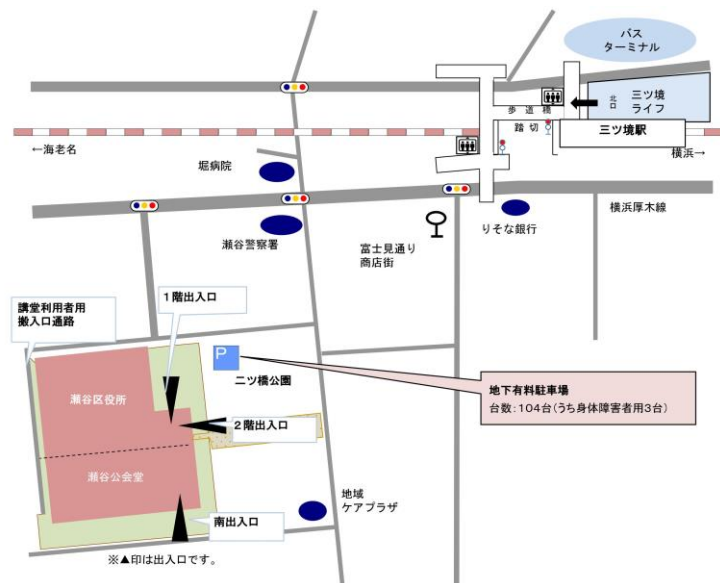 バス
ターミナル
北口
三ツ境
ライフ
歩道橋
踏切
三ツ境駅
←海老名
横浜→
堀病院
横浜厚木線
瀬谷警察署
富士見通り
商店街
りそな銀行
1階出入口
講堂利用者用
搬入口通路
P
二ツ橋公園
地下有料駐車場
台数:104台(うち身体障害者用3台)
瀬谷区役所
2階出入口
瀬谷公会堂
地域
ケアプラザ
南出入口
※▲印は出入口です。